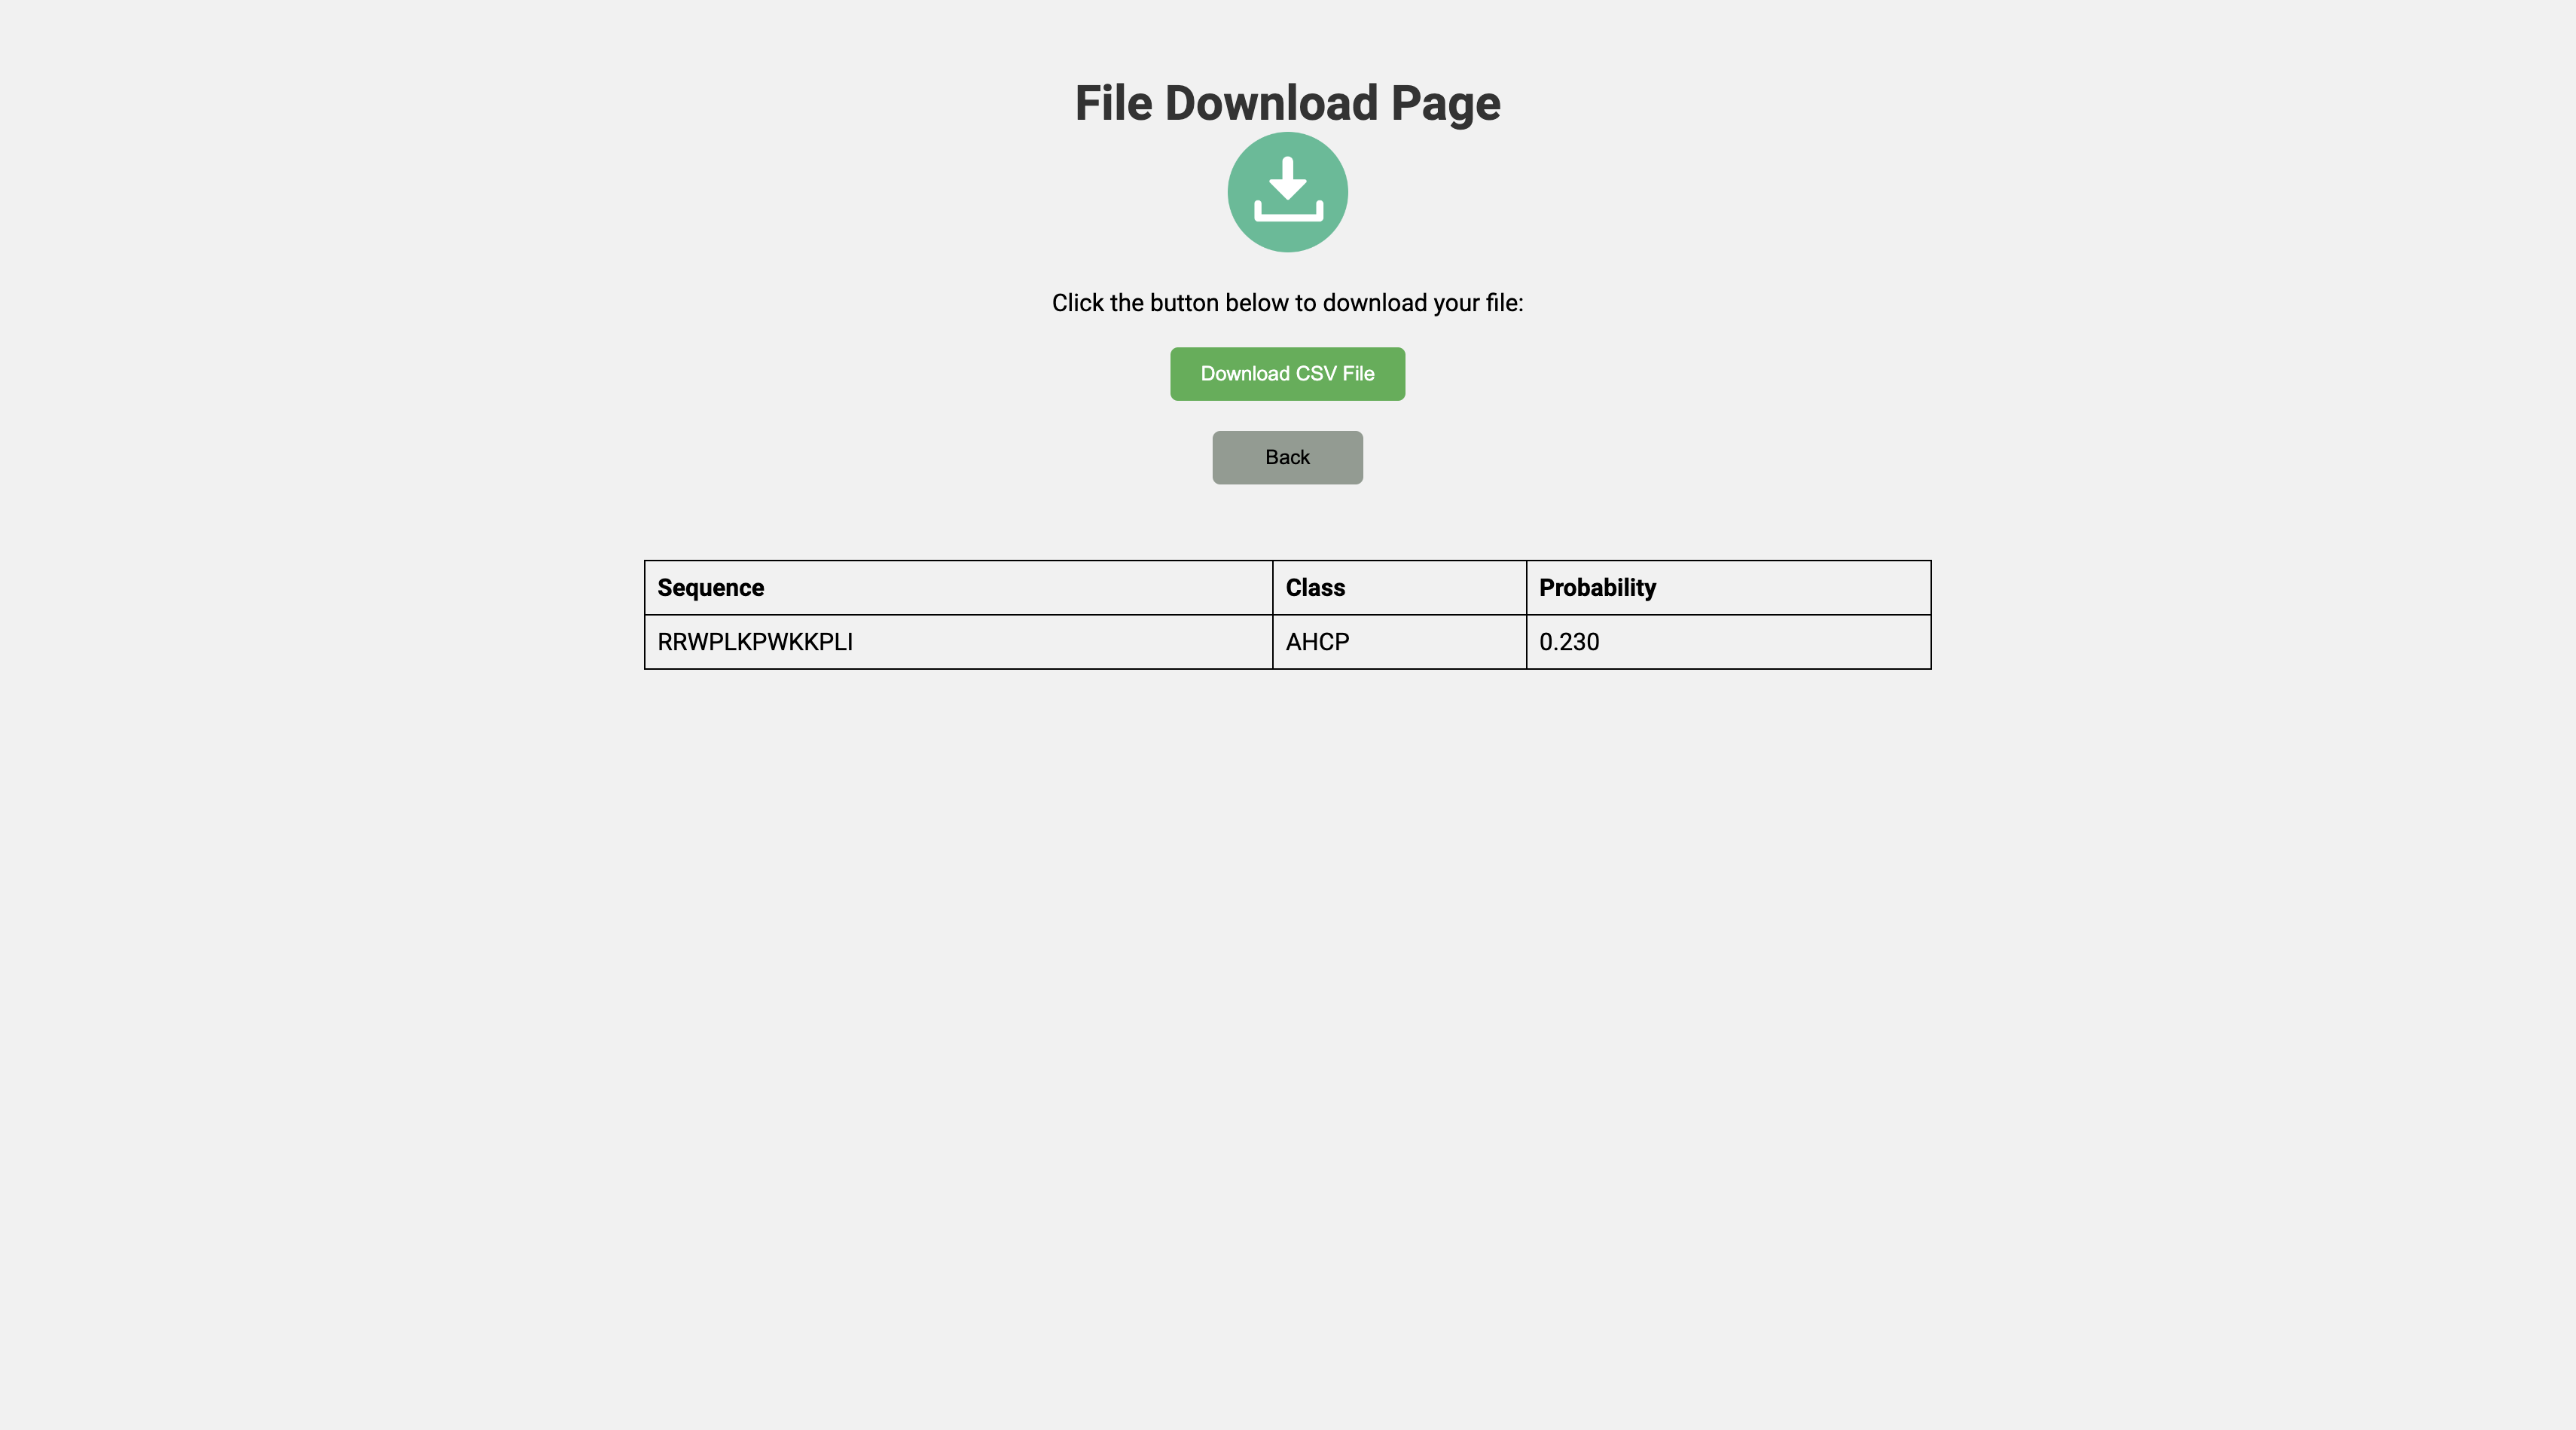 File Download Page
Click the button below to download your file:
Download CSV File
Back
Sequence Class Probability
RRWPLKPWKKPLI AHCP 0.230